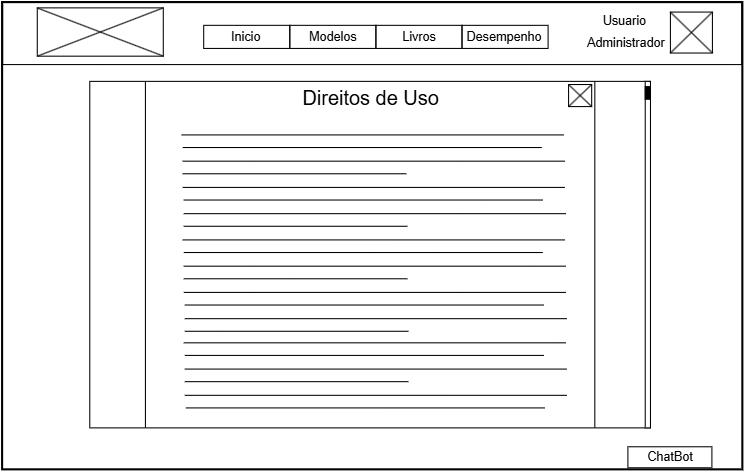 Inicio
Modelos
Livros
Desempenho
Usuario
Administrador
Direitos de Uso
ChatBot